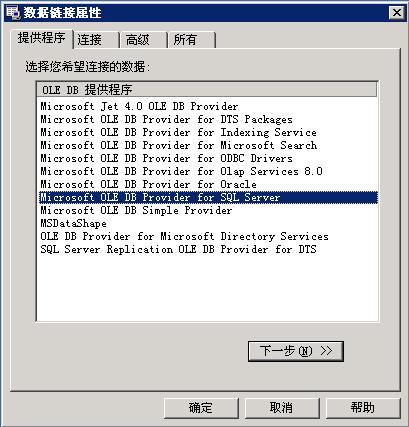 数据链接属性
提供程序 连接 高级 所有
选择您希望连接的数据:
OLE DB 提供程序
Microsoft Jet 4.0 OLE DB Provider
Microsoft OLE DB Provider for DTS Packages
Microsoft OLE DB Provider for Indexing Service
Microsoft OLE DB Provider for Microsoft Search
Microsoft OLE DB Provider for ODBC Drivers
Microsoft OLE DB Provider for Olap Services 8.0
Microsoft OLE DB Provider for Oracle
Microsoft OLE DB Provider for SQL Server
Microsoft OLE DB Simple Provider
MSDataShape
OLE DB Provider for Microsoft Directory Services
SQL Server Replication OLE DB Provider for DTS
下一步(N) >>
确定 取消 帮助